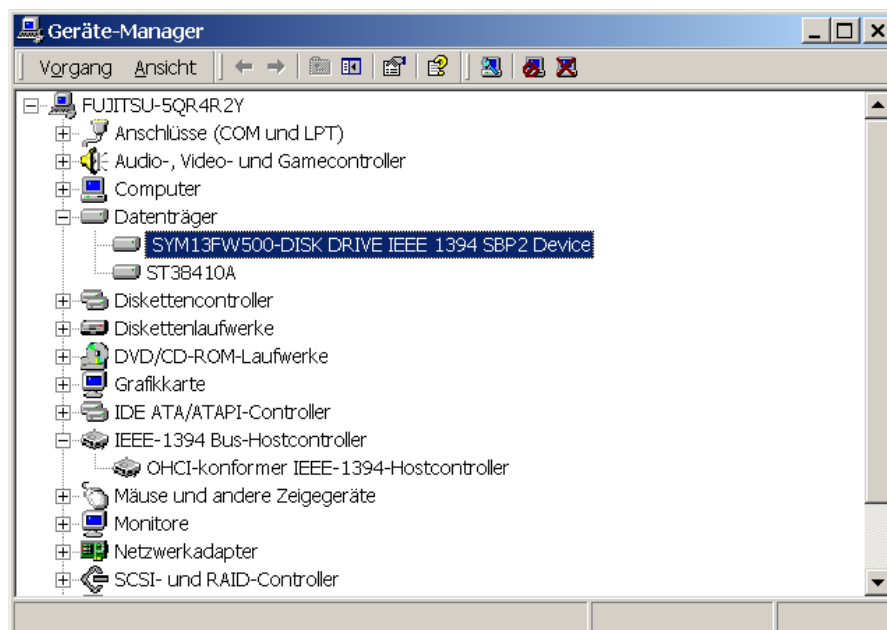 Geräte-Manager
Vorgang Ansicht
FUJITSU-5QR4R2Y
Anschlüsse (COM und LPT)
Audio-, Video- und Gamecontroller
Computer
Datenträger
SYM13FW500-DISK DRIVE IEEE 1394 SBP2 Device
ST38410A
Diskettencontroller
Diskettenlaufwerke
DVD/CD-ROM-Laufwerke
Grafikkarte
IDE ATA/ATAPI-Controller
IEEE-1394 Bus-Hostcontroller
OHCI-konformer IEEE-1394-Hostcontroller
Mäuse und andere Zeigegeräte
Monitore
Netzwerkadapter
SCSI- und RAID-Controller